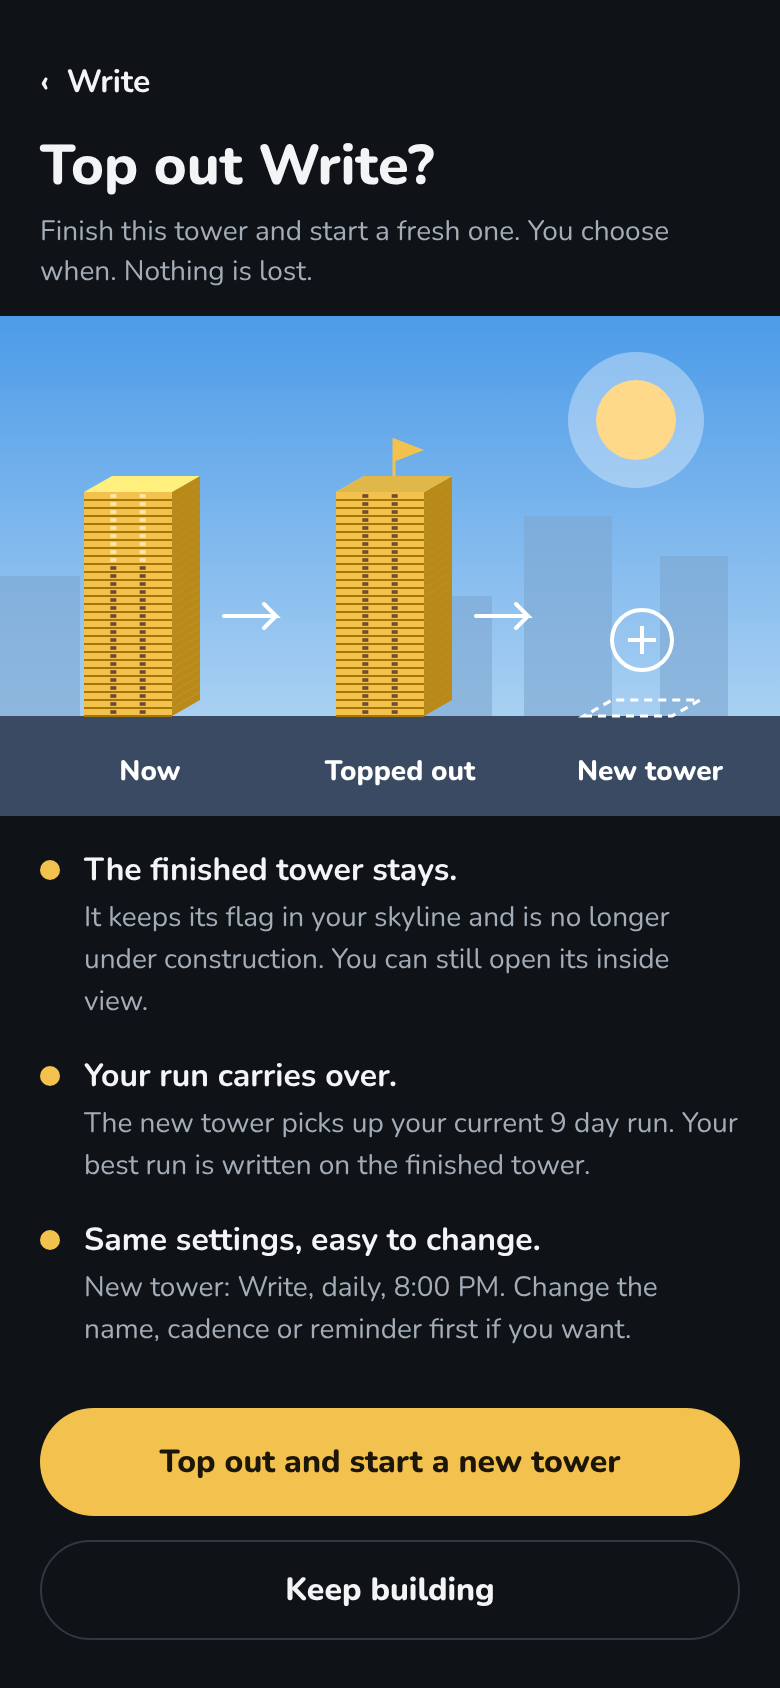 ‹ Write
Top out Write?
Finish this tower and start a fresh one. You choose
when. Nothing is lost.
Now
Topped out
New tower
The finished tower stays.
It keeps its flag in your skyline and is no longer
under construction. You can still open its inside
view.
Your run carries over.
The new tower picks up your current 9 day run. Your
best run is written on the finished tower.
Same settings, easy to change.
New tower: Write, daily, 8:00 PM. Change the
name, cadence or reminder first if you want.
Top out and start a new tower
Keep building